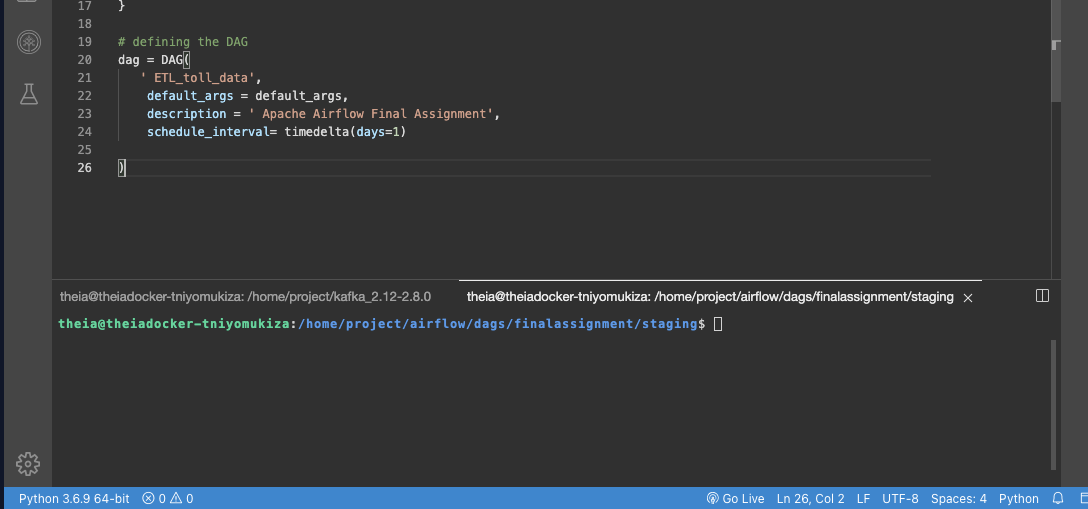 17 }
18
19 # defining the DAG
20 dag = DAG(
21 ' ETL_toll_data',
22 default_args = default_args,
23 description = ' Apache Airflow Final Assignment',
24 schedule_interval= timedelta(days=1)
25
26 )
theia@theiadocker-tniyomukiza: /home/project/kafka_2.12-2.8.0 theia@theiadocker-tniyomukiza: /home/project/airflow/dags/finalassignment/staging ×
theia@theiadocker-tniyomukiza:/home/project/airflow/dags/finalassignment/staging$
Python 3.6.9 64-bit 0 0 Go Live Ln 26, Col 2 LF UTF-8 Spaces: 4 Python